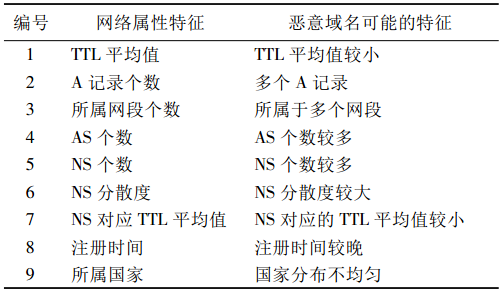 编号 网络属性特征 恶意域名可能的特征
1 TTL 平均值 TTL 平均值较小
2 A 记录个数 多个 A 记录
3 所属网段个数 所属于多个网段
4 AS 个数 AS 个数较多
5 NS 个数 NS 个数较多
6 NS 分散度 NS 分散度较大
7 NS 对应 TTL 平均值 NS 对应的 TTL 平均值较小
8 注册时间 注册时间较晚
9 所属国家 国家分布不均匀